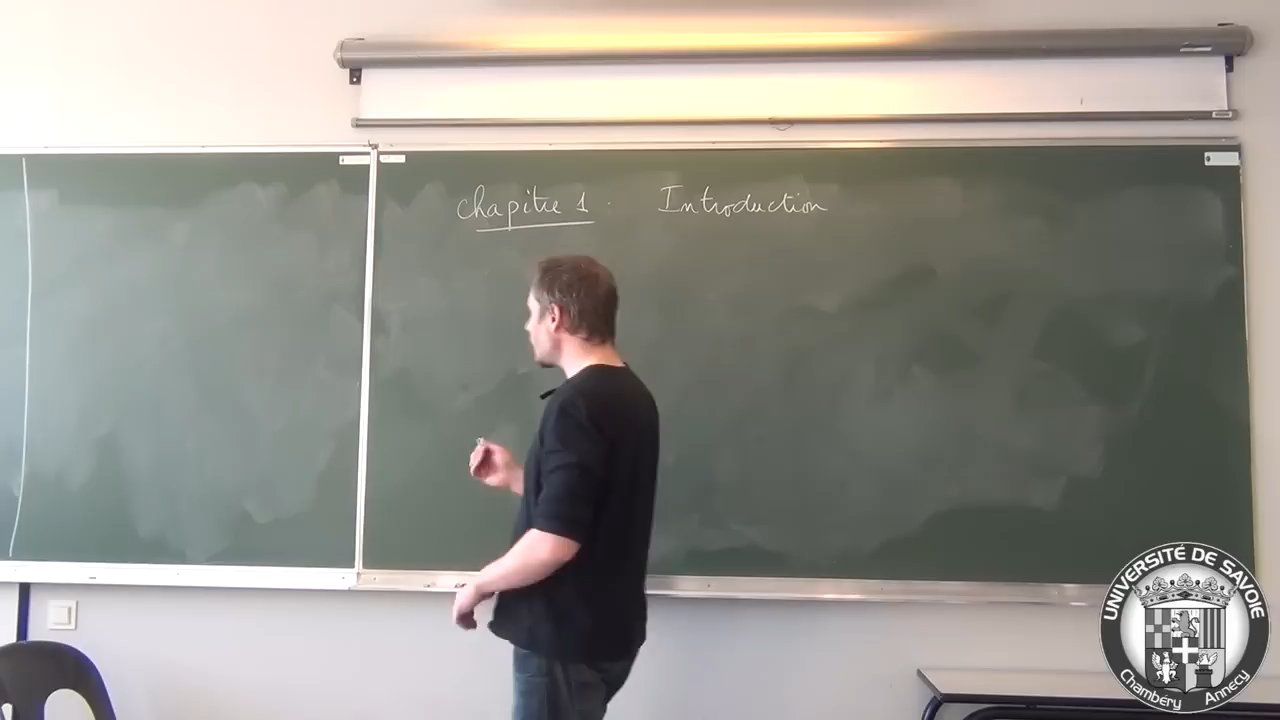 Chapitre 1 : Introduction
UNIVERSITÉ DE SAVOIE
Chambéry Annecy